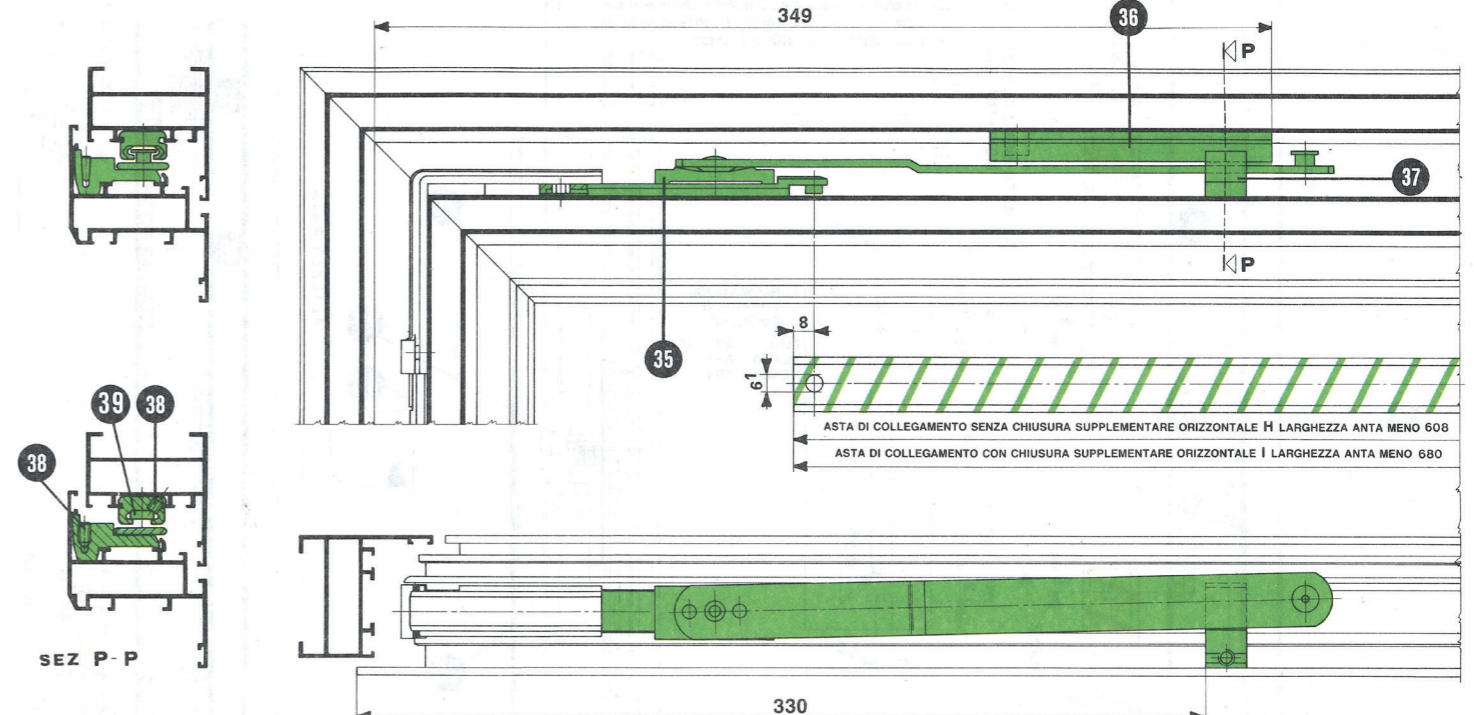 349
36
P
37
P
35
8
6,1
ASTA DI COLLEGAMENTO SENZA CHIUSURA SUPPLEMENTARE ORIZZONTALE H LARGHEZZA ANTA MENO 608
ASTA DI COLLEGAMENTO CON CHIUSURA SUPPLEMENTARE ORIZZONTALE I LARGHEZZA ANTA MENO 680
39 38
38
SEZ P-P
330